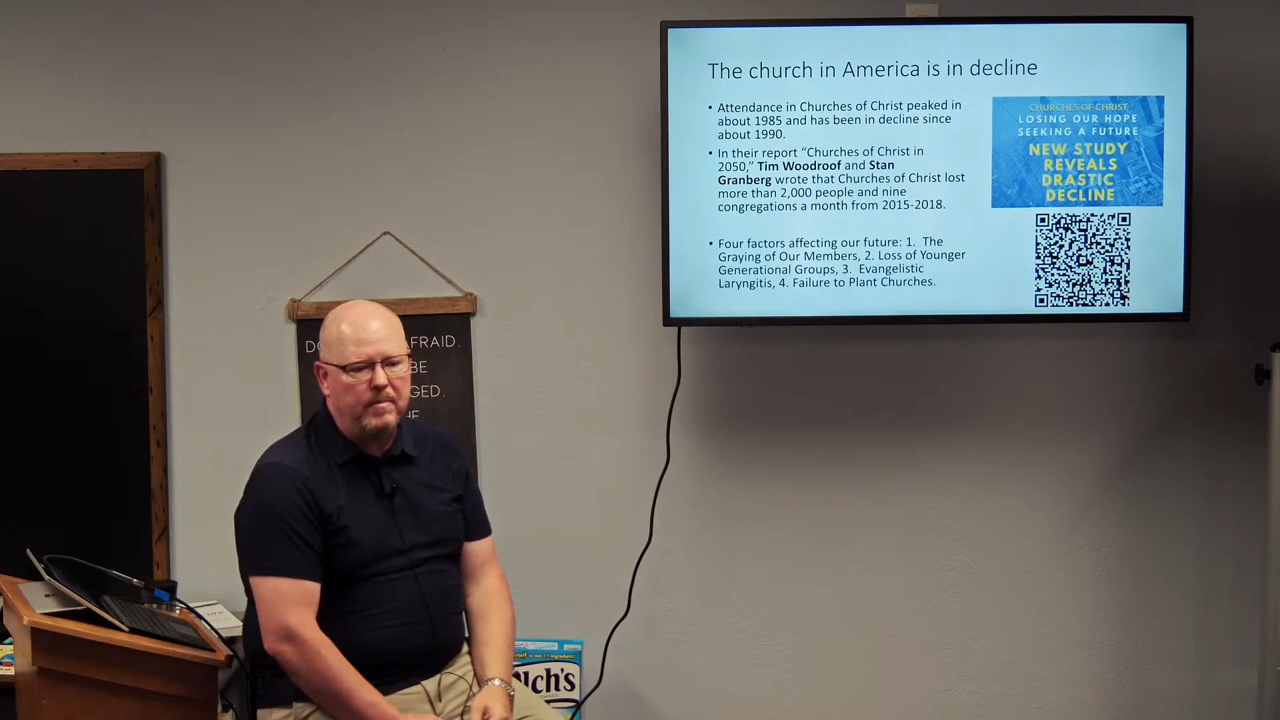 The church in America is in decline
• Attendance in Churches of Christ peaked in
about 1985 and has been in decline since
about 1990.
• In their report “Churches of Christ in
2050,” Tim Woodroof and Stan
Granberg wrote that Churches of Christ lost
more than 2,000 people and nine
congregations a month from 2015-2018.
• Four factors affecting our future: 1. The
Graying of Our Members, 2. Loss of Younger
Generational Groups, 3. Evangelistic
Laryngitis, 4. Failure to Plant Churches.
CHURCHES OF CHRIST
LOSING OUR HOPE
SEEKING A FUTURE
NEW STUDY
REVEALS
DRASTIC
DECLINE
AFRAID.
BE
GED.
lch's